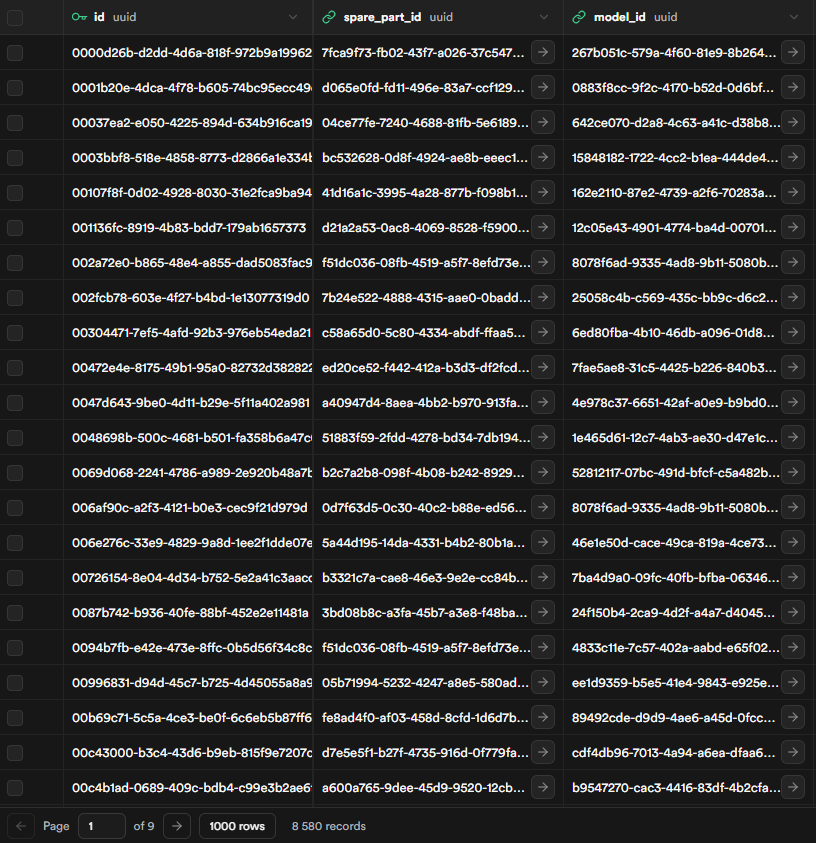 id uuid spare_part_id uuid model_id uuid
0000d26b-d2dd-4d6a-818f-972b9a19962 7fca9f73-fb02-43f7-a026-37c547... 267b051c-579a-4f60-81e9-8b264...
0001b20e-4dca-4f78-b605-74bc95ecc49 d065e0fd-fd11-496e-83a7-ccf129... 0883f8cc-9f2c-4170-b52d-0d6bf...
00037ea2-e050-4225-894d-634b916ca19 04ce77fe-7240-4688-81fb-5e6189... 642ce070-d2a8-4c63-a41c-d38b8...
0003bbf8-518e-4858-8773-d2866a1e334b bc532628-0d8f-4924-ae8b-eeec1... 15848182-1722-4cc2-b1ea-444de4...
00107f8f-0d02-4928-8030-31e2fca9ba94 41d16a1c-3995-4a28-877b-f098b1... 162e2110-87e2-4739-a2f6-70283a...
001136fc-8919-4b83-bdd7-179ab1657373 d21a2a53-0ac8-4069-8528-f5900... 12c05e43-4901-4774-ba4d-00701...
002a72e0-b865-48e4-a855-dad5083fac9 f51dc036-08fb-4519-a5f7-8efd73e... 8078f6ad-9335-4ad8-9b11-5080b...
002fcb78-603e-4f27-b4bd-1e13077319d0 7b24e522-4888-4315-aae0-0badd... 25058c4b-c569-435c-bb9c-d6c2...
00304471-7ef5-4afd-92b3-976eb54eda21 c58a65d0-5c80-4334-abdf-ffaa5... 6ed80fba-4b10-46db-a096-01d8...
00472e4e-8175-49b1-95a0-82732d382822 ed20ce52-f442-412a-b3d3-df2fcd... 7fae5ae8-31c5-4425-b226-840b3...
0047d643-9be0-4d11-b29e-5f11a402a981 a40947d4-8aea-4bb2-b970-913fa... 4e978c37-6651-42af-a0e9-b9bd0...
0048698b-500c-4681-b501-fa358b6a47c 51883f59-2fdd-4278-bd34-7db194... 1e465d61-12c7-4ab3-ae30-d47e1c...
0069d068-2241-4786-a989-2e920b48a7b b2c7a2b8-098f-4b08-b242-8929... 52812117-07bc-491d-bfcf-c5a482b...
006af90c-a2f3-4121-b0e3-cec9f21d979d 0d7f63d5-0c30-40c2-b88e-ed56... 8078f6ad-9335-4ad8-9b11-5080b...
006e276c-33e9-4829-9a8d-1ee2f1dde07e 5a44d195-14da-4331-b4b2-80b1a... 46e1e50d-cace-49ca-819a-4ce73...
00726154-8e04-4d34-b752-5e2a41c3aac b3321c7a-cae8-46e3-9e2e-cc84b... 7ba4d9a0-09fc-40fb-bfba-06346...
0087b742-b936-40fe-88bf-452e2e11481a 3bd08b8c-a3fa-45b7-a3e8-f48ba... 24f150b4-2ca9-4d2f-a4a7-d4045...
0094b7fb-e42e-473e-8ffc-0b5d56f34c8c f51dc036-08fb-4519-a5f7-8efd73e... 4833c11e-7c57-402a-aabd-e65f02...
00996831-d94d-45c7-b725-4d45055a8a9 05b71994-5232-4247-a8e5-580ad... ee1d9359-b5e5-41e4-9843-e925e...
00b69c71-5c5a-4ce3-be0f-6c6eb5b87ff6 fe8ad4f0-af03-458d-8cfd-1d6d7b... 89492cde-d9d9-4ae6-a45d-0fcc...
00c43000-b3c4-43d6-b9eb-815f9e7207c d7e5e5f1-b27f-4735-916d-0f779fa... cdf4db96-7013-4a94-a6ea-dfaa6...
00c4b1ad-0689-409c-bdb4-c99e3b2ae6 a600a765-9dee-45d9-9520-12cb... b9547270-cac3-4416-83df-4b2cfa...
Page 1 of 9 1000 rows 8 580 records